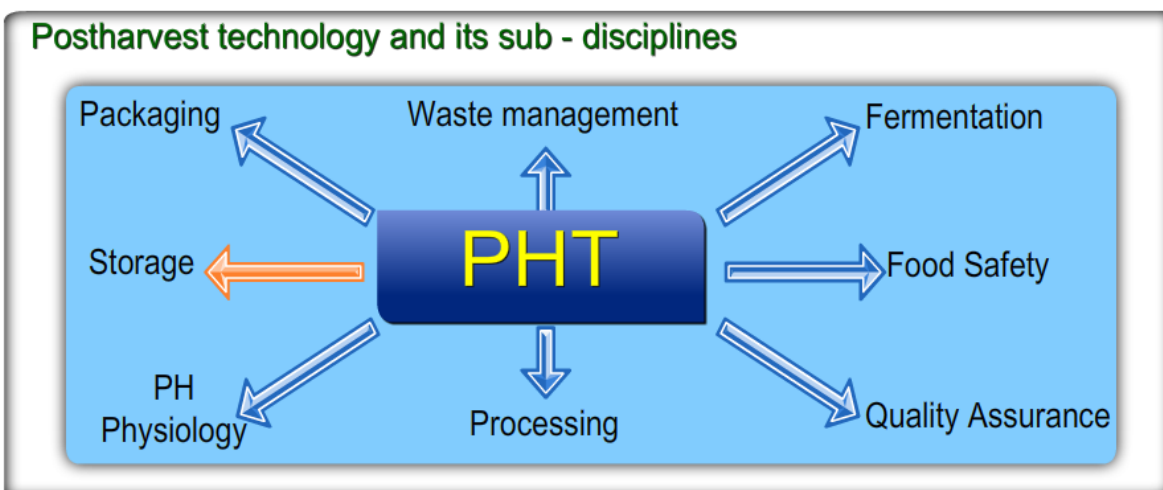 Postharvest technology and its sub - disciplines
Packaging
Waste management
Fermentation
Storage
PHT
Food Safety
PH
Physiology
Processing
Quality Assurance